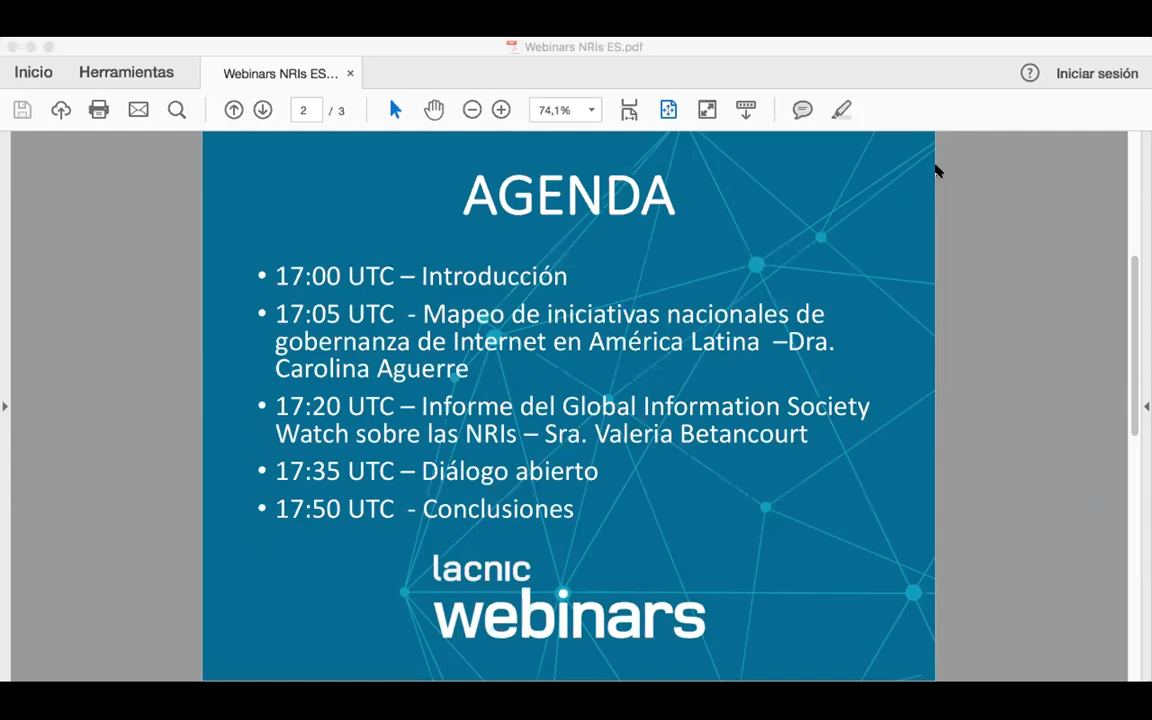 Webinars NRIs ES.pdf
Inicio Herramientas Webinars NRIs ES... × ? Iniciar sesión
2 / 3 74,1%
AGENDA
• 17:00 UTC – Introducción
• 17:05 UTC - Mapeo de iniciativas nacionales de
gobernanza de Internet en América Latina –Dra.
Carolina Aguerre
• 17:20 UTC – Informe del Global Information Society
Watch sobre las NRIs – Sra. Valeria Betancourt
• 17:35 UTC – Diálogo abierto
• 17:50 UTC - Conclusiones
lacnic
webinars